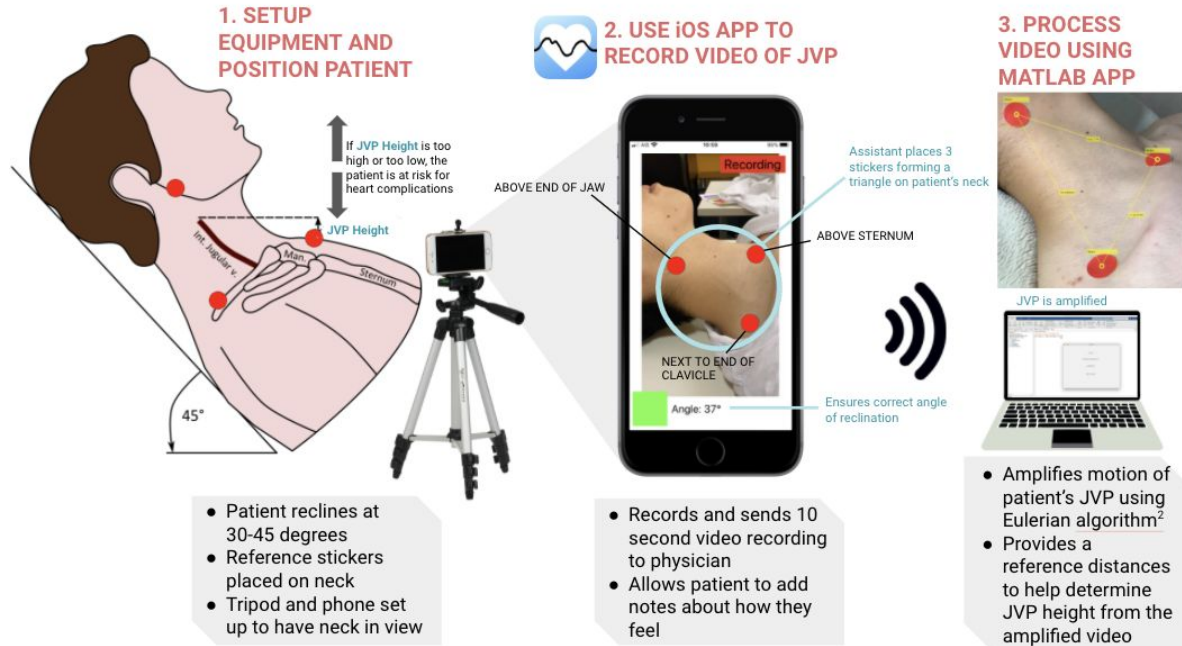 1. SETUP
EQUIPMENT AND
POSITION PATIENT
If JVP Height is too
high or too low, the
patient is at risk for
heart complications
JVP Height
Int. Jugular v.
Man.
Sternum
45°
● Patient reclines at
30-45 degrees
● Reference stickers
placed on neck
● Tripod and phone set
up to have neck in view
2. USE iOS APP TO
RECORD VIDEO OF JVP
Recording
ABOVE END OF JAW
Assistant places 3
stickers forming a
triangle on patient's neck
ABOVE STERNUM
NEXT TO END OF
CLAVICLE
Angle: 37°
Ensures correct angle
of reclination
● Records and sends 10
second video recording
to physician
● Allows patient to add
notes about how they
feel
3. PROCESS
VIDEO USING
MATLAB APP
JVP is amplified
● Amplifies motion of
patient's JVP using
Eulerian algorithm²
● Provides a
reference distances
to help determine
JVP height from the
amplified video